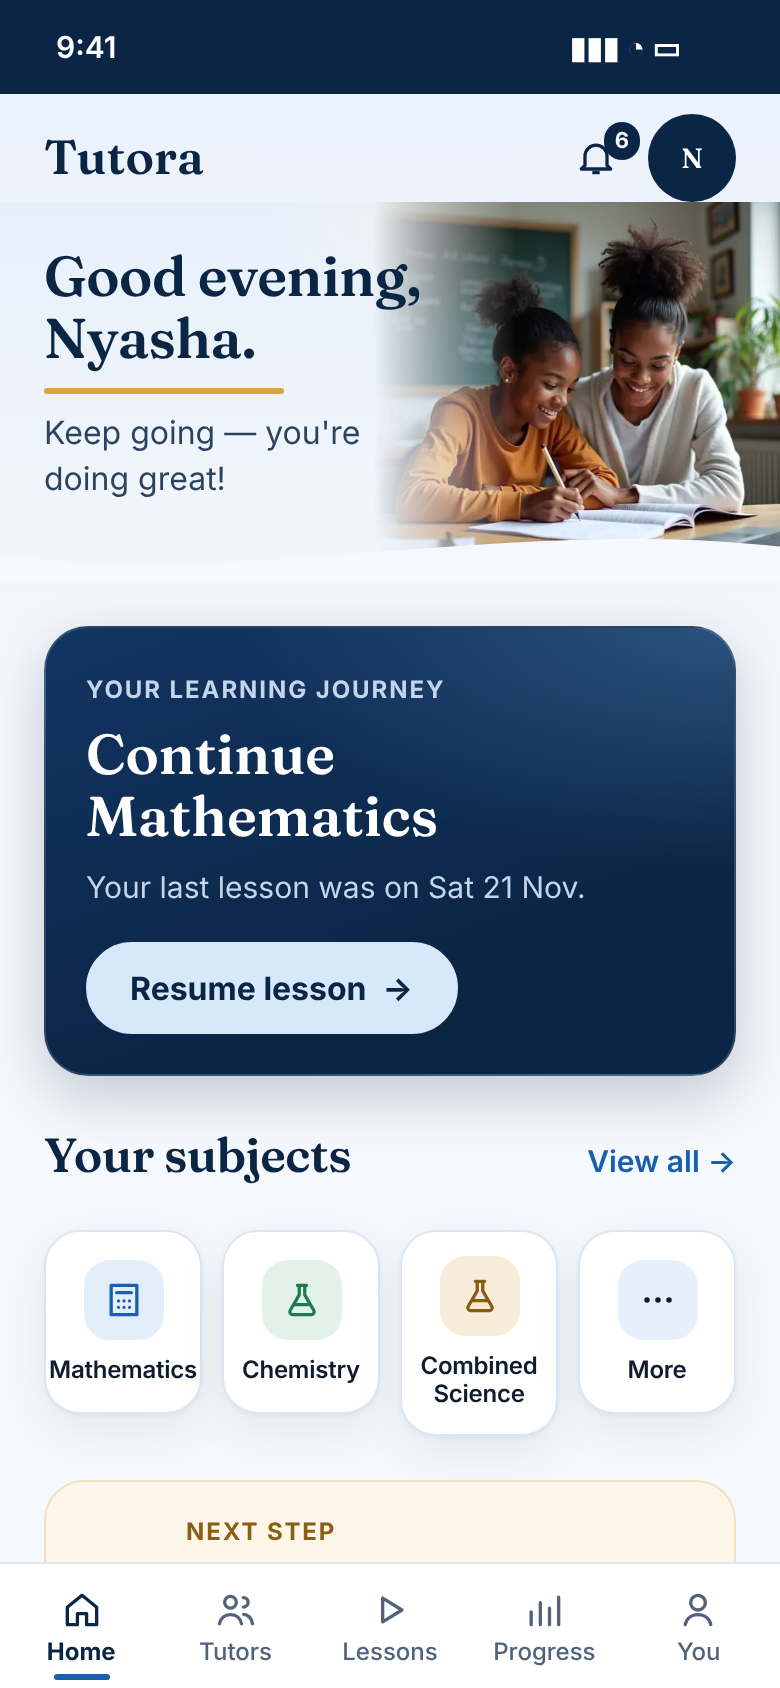 9:41
Tutora
6
N
Good evening,
Nyasha.
Keep going — you're
doing great!
YOUR LEARNING JOURNEY
Continue
Mathematics
Your last lesson was on Sat 21 Nov.
Resume lesson →
Your subjects
View all →
Mathematics
Chemistry
Combined
Science
More
NEXT STEP
Home
Tutors
Lessons
Progress
You